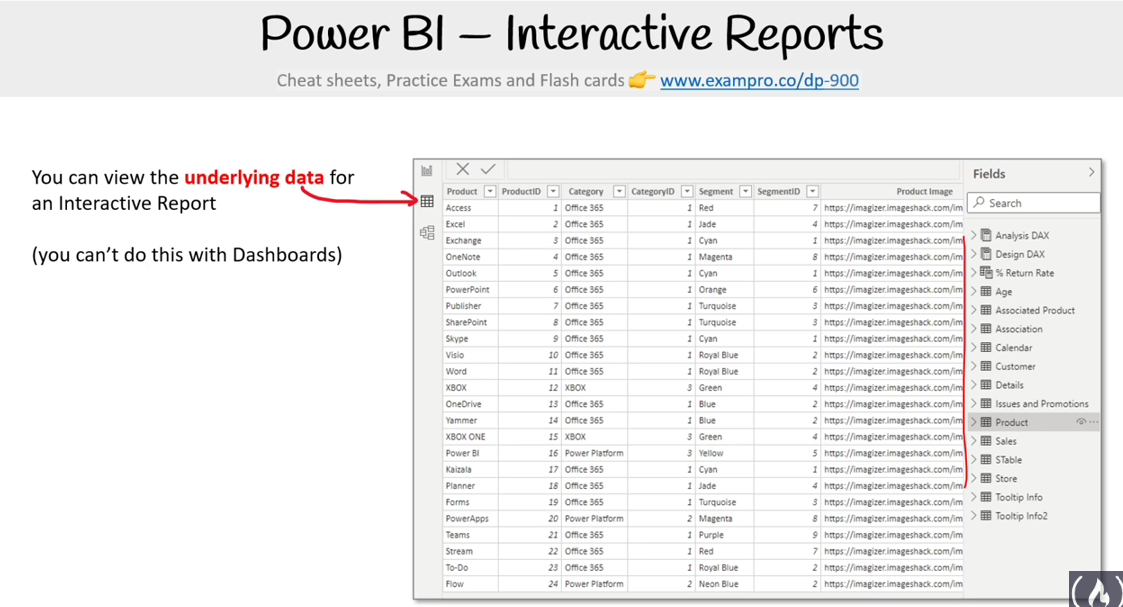 Power BI – Interactive Reports
Cheat sheets, Practice Exams and Flash cards 👉 www.exampro.co/dp-900
You can view the underlying data for
an Interactive Report
(you can't do this with Dashboards)
Product ProductID Category CategoryID Segment SegmentID Product Image
Access 1 Office 365 1 Red 7 https://imagizer.imageshack.com/im
Excel 2 Office 365 1 Jade 4 https://imagizer.imageshack.com/im
Exchange 3 Office 365 1 Cyan 1 https://imagizer.imageshack.com/im
OneNote 4 Office 365 1 Magenta 8 https://imagizer.imageshack.com/im
Outlook 5 Office 365 1 Cyan 1 https://imagizer.imageshack.com/im
PowerPoint 6 Office 365 1 Orange 6 https://imagizer.imageshack.com/im
Publisher 7 Office 365 1 Turquoise 3 https://imagizer.imageshack.com/im
SharePoint 8 Office 365 1 Turquoise 3 https://imagizer.imageshack.com/im
Skype 9 Office 365 1 Cyan 1 https://imagizer.imageshack.com/im
Visio 10 Office 365 1 Royal Blue 2 https://imagizer.imageshack.com/im
Word 11 Office 365 1 Royal Blue 2 https://imagizer.imageshack.com/im
XBOX 12 XBOX 3 Green 4 https://imagizer.imageshack.com/im
OneDrive 13 Office 365 1 Blue 2 https://imagizer.imageshack.com/im
Yammer 14 Office 365 1 Blue 2 https://imagizer.imageshack.com/im
XBOX ONE 15 XBOX 3 Green 4 https://imagizer.imageshack.com/im
Power BI 16 Power Platform 3 Yellow 5 https://imagizer.imageshack.com/im
Kaizala 17 Office 365 1 Cyan 1 https://imagizer.imageshack.com/im
Planner 18 Office 365 1 Jade 4 https://imagizer.imageshack.com/im
Forms 19 Office 365 1 Turquoise 3 https://imagizer.imageshack.com/im
PowerApps 20 Power Platform 2 Magenta 8 https://imagizer.imageshack.com/im
Teams 21 Office 365 1 Purple 9 https://imagizer.imageshack.com/im
Stream 22 Office 365 1 Red 7 https://imagizer.imageshack.com/im
To-Do 23 Office 365 1 Royal Blue 2 https://imagizer.imageshack.com/im
Flow 24 Power Platform 2 Neon Blue 2 https://imagizer.imageshack.com/im
Fields
Search
Analysis DAX
Design DAX
% Return Rate
Age
Associated Product
Association
Calendar
Customer
Details
Issues and Promotions
Product
Sales
STable
Store
Tooltip Info
Tooltip Info2